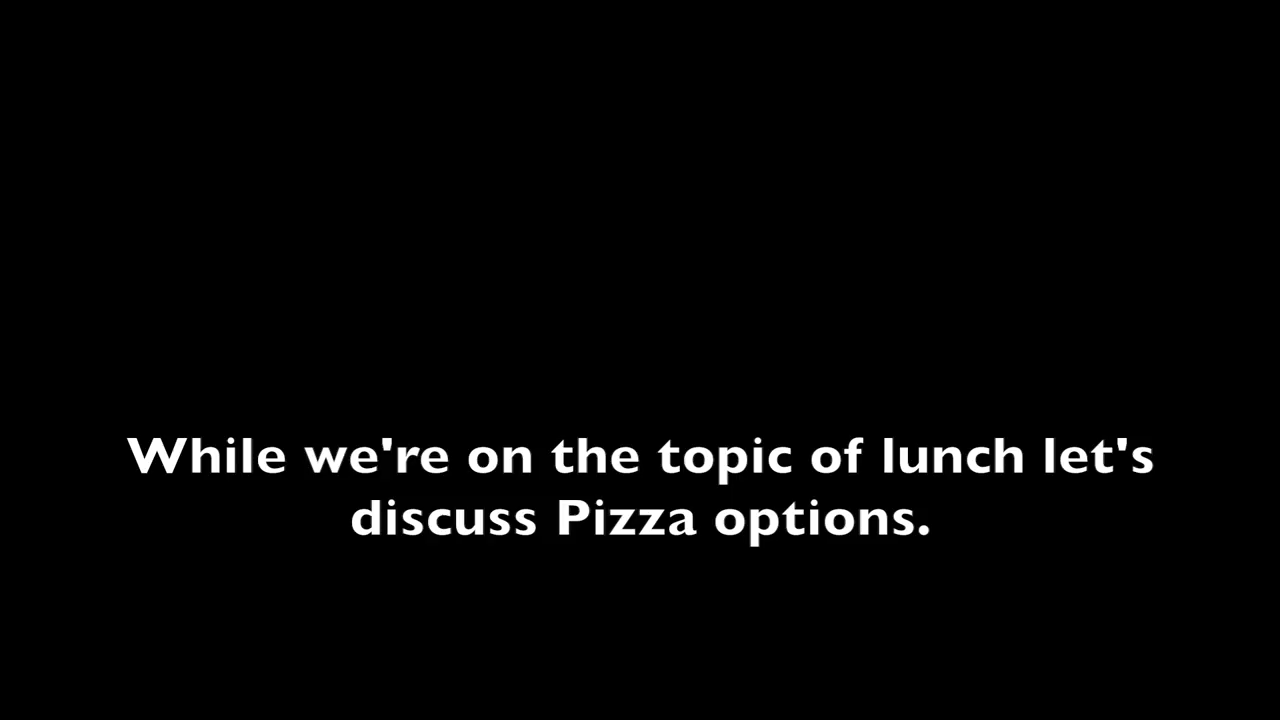 While we're on the topic of lunch let's
discuss Pizza options.